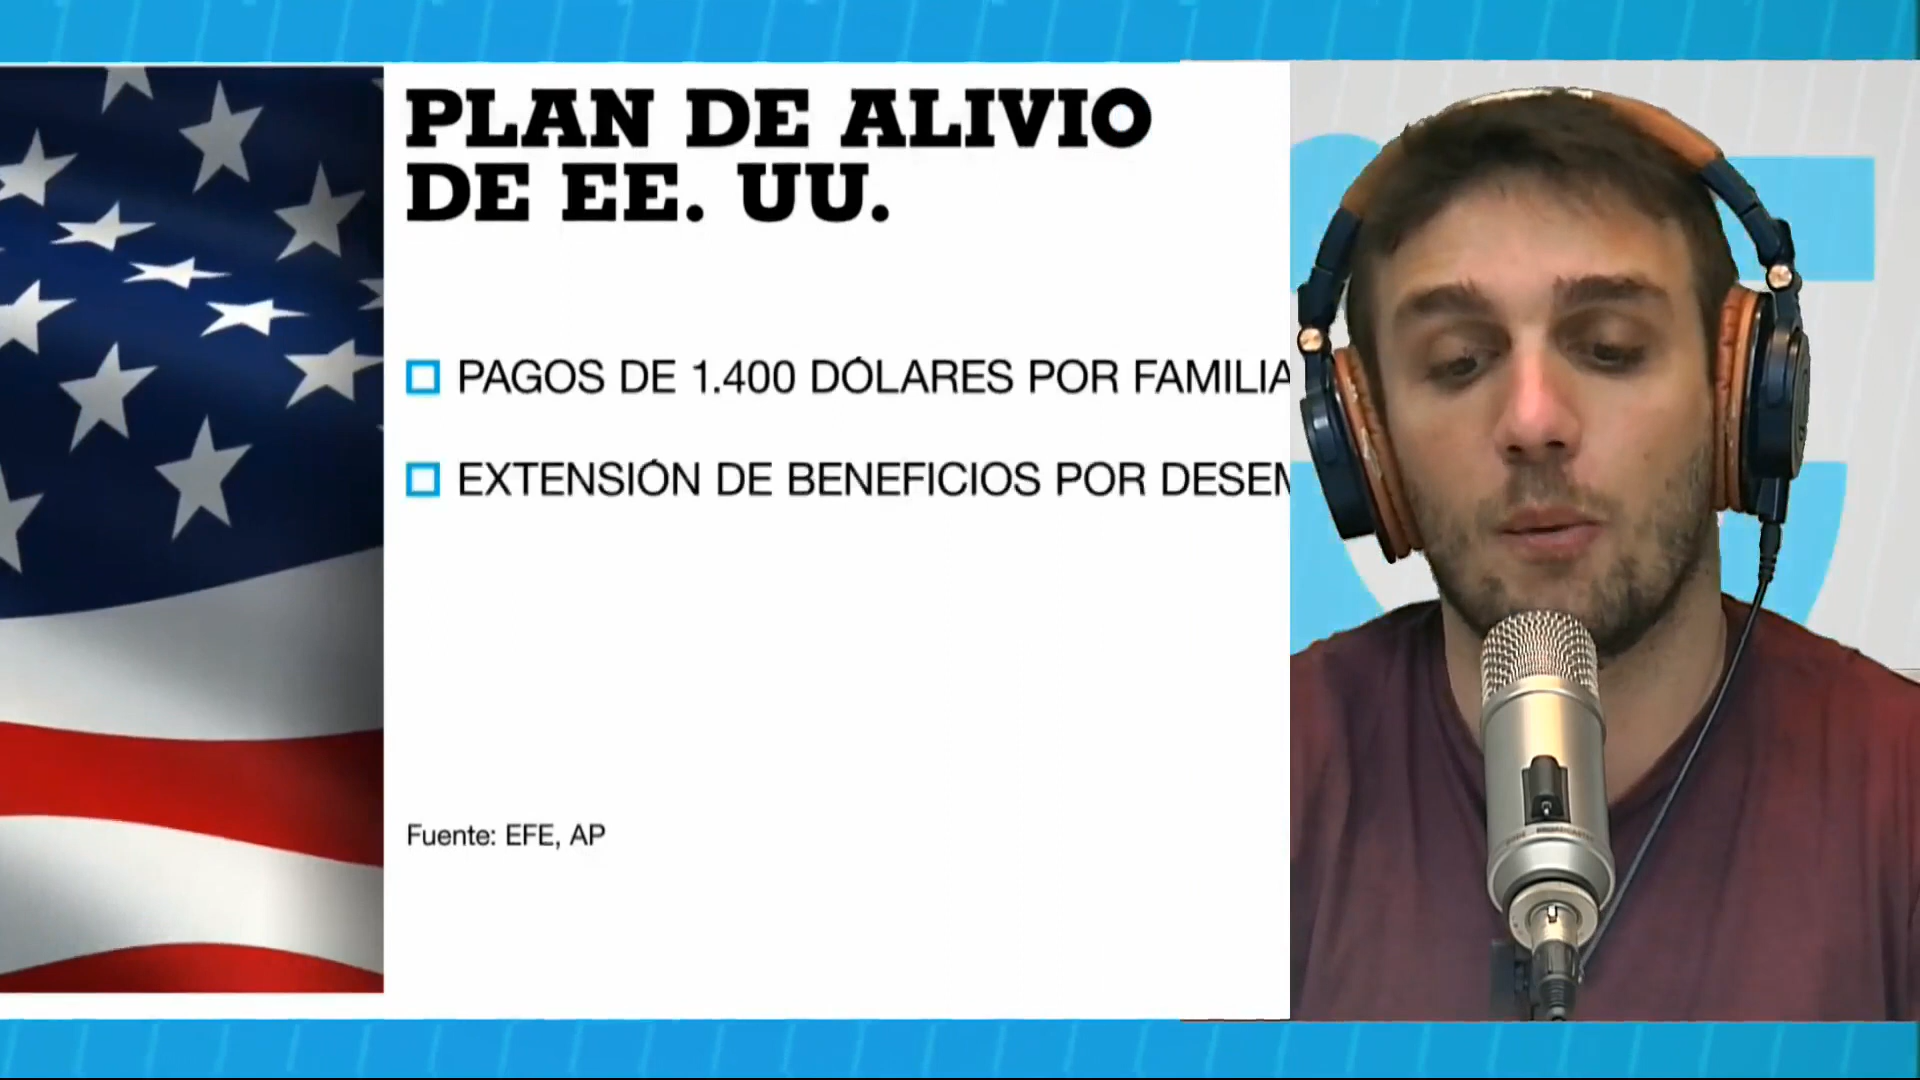 PLAN DE ALIVIO
DE EE. UU.
PAGOS DE 1.400 DÓLARES POR FAMILIA
EXTENSIÓN DE BENEFICIOS POR
Fuente: EFE, AP